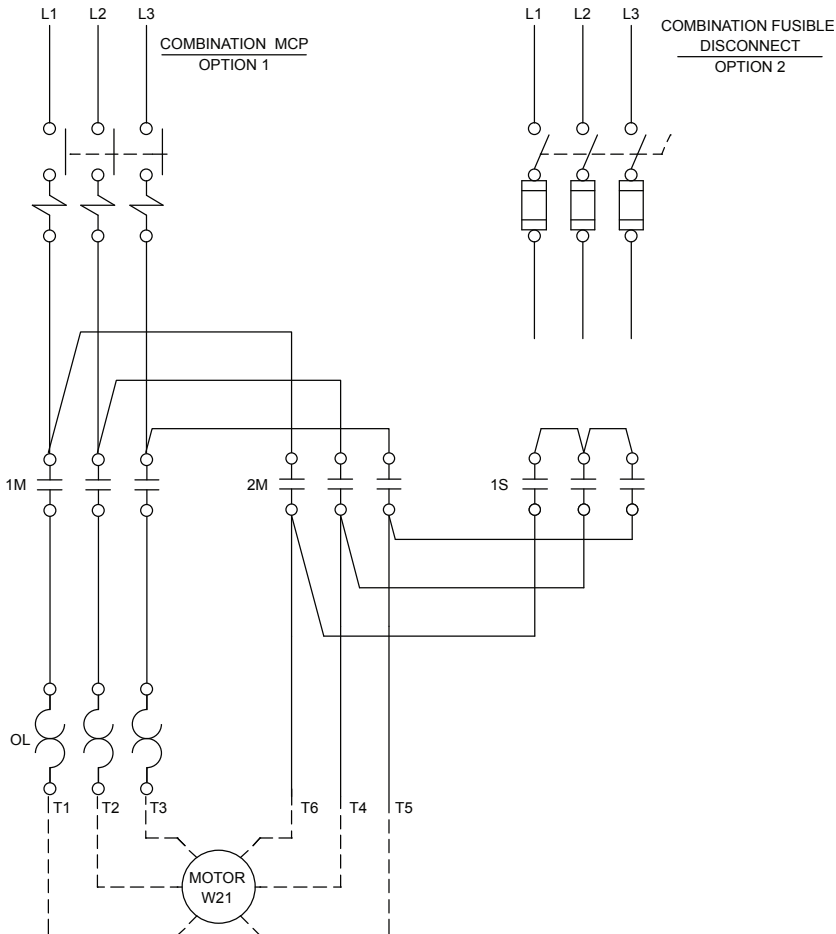 L1 L2 L3
COMBINATION MCP
OPTION 1
L1 L2 L3
COMBINATION FUSIBLE
DISCONNECT
OPTION 2
1M
2M
1S
OL
T1 T2 T3 T6 T4 T5
MOTOR
W21